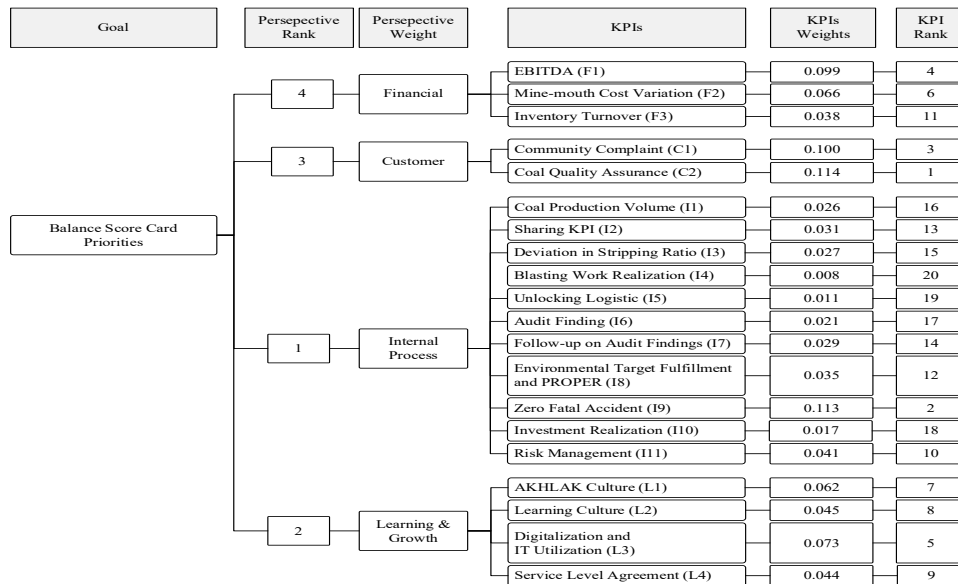 Goal
Persepective
Rank
Persepective
Weight
KPIs
KPIs
Weights
KPI
Rank
Balance Score Card
Priorities
4
Financial
EBITDA (F1)
0.099
4
Mine-mouth Cost Variation (F2)
0.066
6
Inventory Turnover (F3)
0.038
11
3
Customer
Community Complaint (C1)
0.100
3
Coal Quality Assurance (C2)
0.114
1
1
Internal
Process
Coal Production Volume (I1)
0.026
16
Sharing KPI (I2)
0.031
13
Deviation in Stripping Ratio (I3)
0.027
15
Blasting Work Realization (I4)
0.008
20
Unlocking Logistic (I5)
0.011
19
Audit Finding (I6)
0.021
17
Follow-up on Audit Findings (I7)
0.029
14
Environmental Target Fulfillment
and PROPER (I8)
0.035
12
Zero Fatal Accident (I9)
0.113
2
Investment Realization (I10)
0.017
18
Risk Management (I11)
0.041
10
2
Learning &
Growth
AKHLAK Culture (L1)
0.062
7
Learning Culture (L2)
0.045
8
Digitalization and
IT Utilization (L3)
0.073
5
Service Level Agreement (L4)
0.044
9